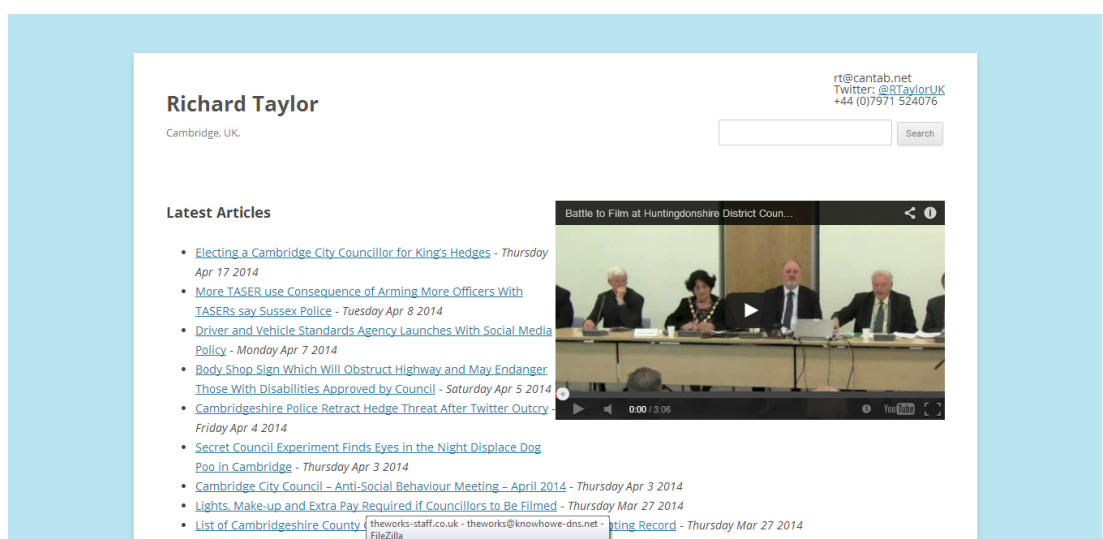 rt@cantab.net
Twitter: @RTaylorUK
+44 (0)7971 524076
Richard Taylor
Cambridge, UK.
Search
Latest Articles
Battle to Film at Huntingdonshire District Coun...
Electing a Cambridge City Councillor for King's Hedges - Thursday
Apr 17 2014
More TASER use Consequence of Arming More Officers With
TASERs say Sussex Police - Tuesday Apr 8 2014
Driver and Vehicle Standards Agency Launches With Social Media
Policy - Monday Apr 7 2014
Body Shop Sign Which Will Obstruct Highway and May Endanger
Those With Disabilities Approved by Council - Saturday Apr 5 2014
Cambridgeshire Police Retract Hedge Threat After Twitter Outcry -
Friday Apr 4 2014
0:00 / 3:06
YouTube
Secret Council Experiment Finds Eyes in the Night Displace Dog
Poo in Cambridge - Thursday Apr 3 2014
Cambridge City Council – Anti-Social Behaviour Meeting – April 2014 - Thursday Apr 3 2014
Lights, Make-up and Extra Pay Required if Councillors to Be Filmed - Thursday Mar 27 2014
List of Cambridgeshire County pting Record - Thursday Mar 27 2014
theworks-staff.co.uk - theworks@knowhowe-dns.net -
FileZilla